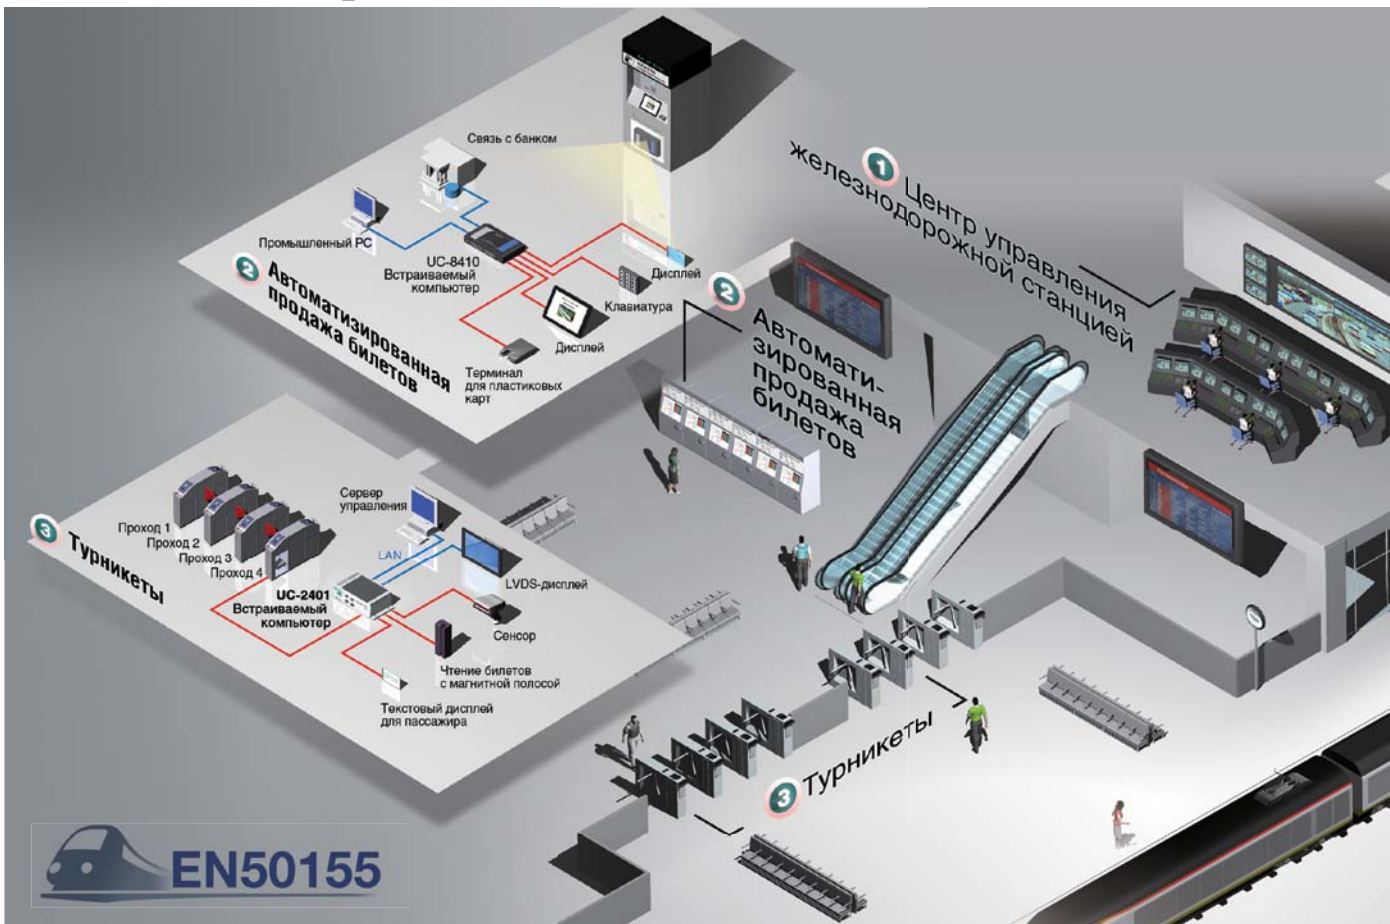 Связь с банком
Промышленный PC
UC-8410
Встраиваемый
компьютер
Дисплей
Клавиатура
Дисплей
Терминал
для пластиковых
карт
2 Автоматизированная
продажа билетов
1 Центр управления
железнодорожной станцией
2
Автомати-
зированная
продажа
билетов
Проход 1
Проход 2
Проход 3
Проход 4
Сервер
управления
LAN
LVDS-дисплей
UC-2401
Встраиваемый
компьютер
Сенсор
Чтение билетов
с магнитной полосой
Текстовый дисплей
для пассажира
3 Турникеты
3 Турникеты
EN50155